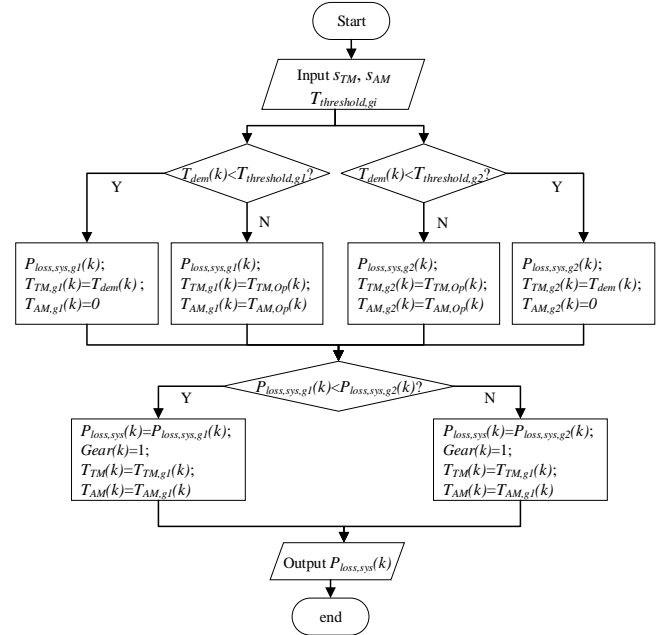 Start
Input s_TM, s_AM
T_threshold,gi
T_dem(k)<T_threshold,g1?
T_dem(k)<T_threshold,g2?
Y
N
N
Y
P_loss,sys,g1(k);
T_TM,g1(k)=T_dem(k) ;
T_AM,g1(k)=0
P_loss,sys,g1(k);
T_TM,g1(k)=T_TM,Op(k);
T_AM,g1(k)=T_AM,Op(k)
P_loss,sys,g2(k);
T_TM,g2(k)=T_TM,Op(k);
T_AM,g2(k)=T_AM,Op(k)
P_loss,sys,g2(k);
T_TM,g2(k)=T_dem(k);
T_AM,g2(k)=0
P_loss,sys,g1(k)<P_loss,sys,g2(k)?
Y
N
P_loss,sys(k)=P_loss,sys,g1(k);
Gear(k)=1;
T_TM(k)=T_TM,g1(k);
T_AM(k)=T_AM,g1(k)
P_loss,sys(k)=P_loss,sys,g2(k);
Gear(k)=1;
T_TM(k)=T_TM,g1(k);
T_AM(k)=T_AM,g1(k)
Output P_loss,sys(k)
end